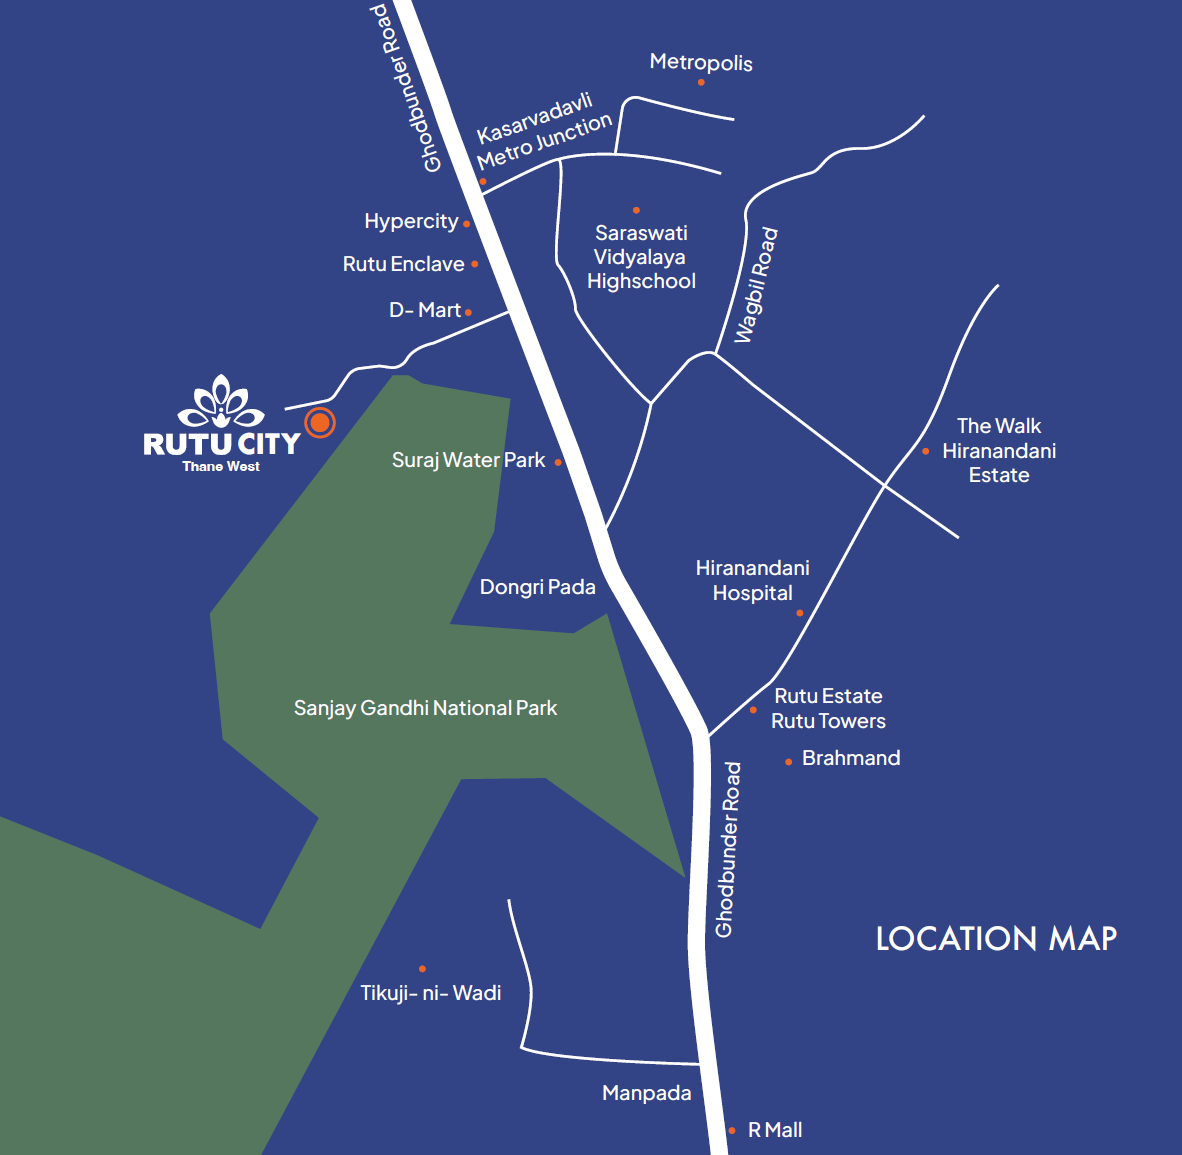 Ghodbunder Road
Metropolis
Kasarvadavli
Metro Junction
Hypercity
Saraswati
Vidyalaya
Highschool
Rutu Enclave
Wagbil Road
D- Mart
RUTU CITY
Thane West
The Walk
Hiranandani
Estate
Suraj Water Park
Hiranandani
Hospital
Dongri Pada
Sanjay Gandhi National Park
Rutu Estate
Rutu Towers
Brahmand
Ghodbunder Road
LOCATION MAP
Tikuji- ni- Wadi
Manpada
R Mall